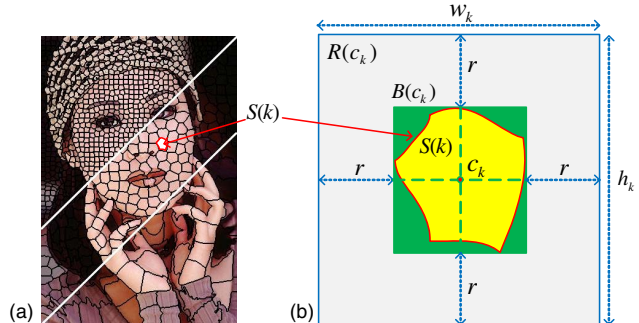 w_k
R(c_k)
r
B(c_k)
S(k)
S(k)
r
c_k
r
h_k
r
(a)
(b)